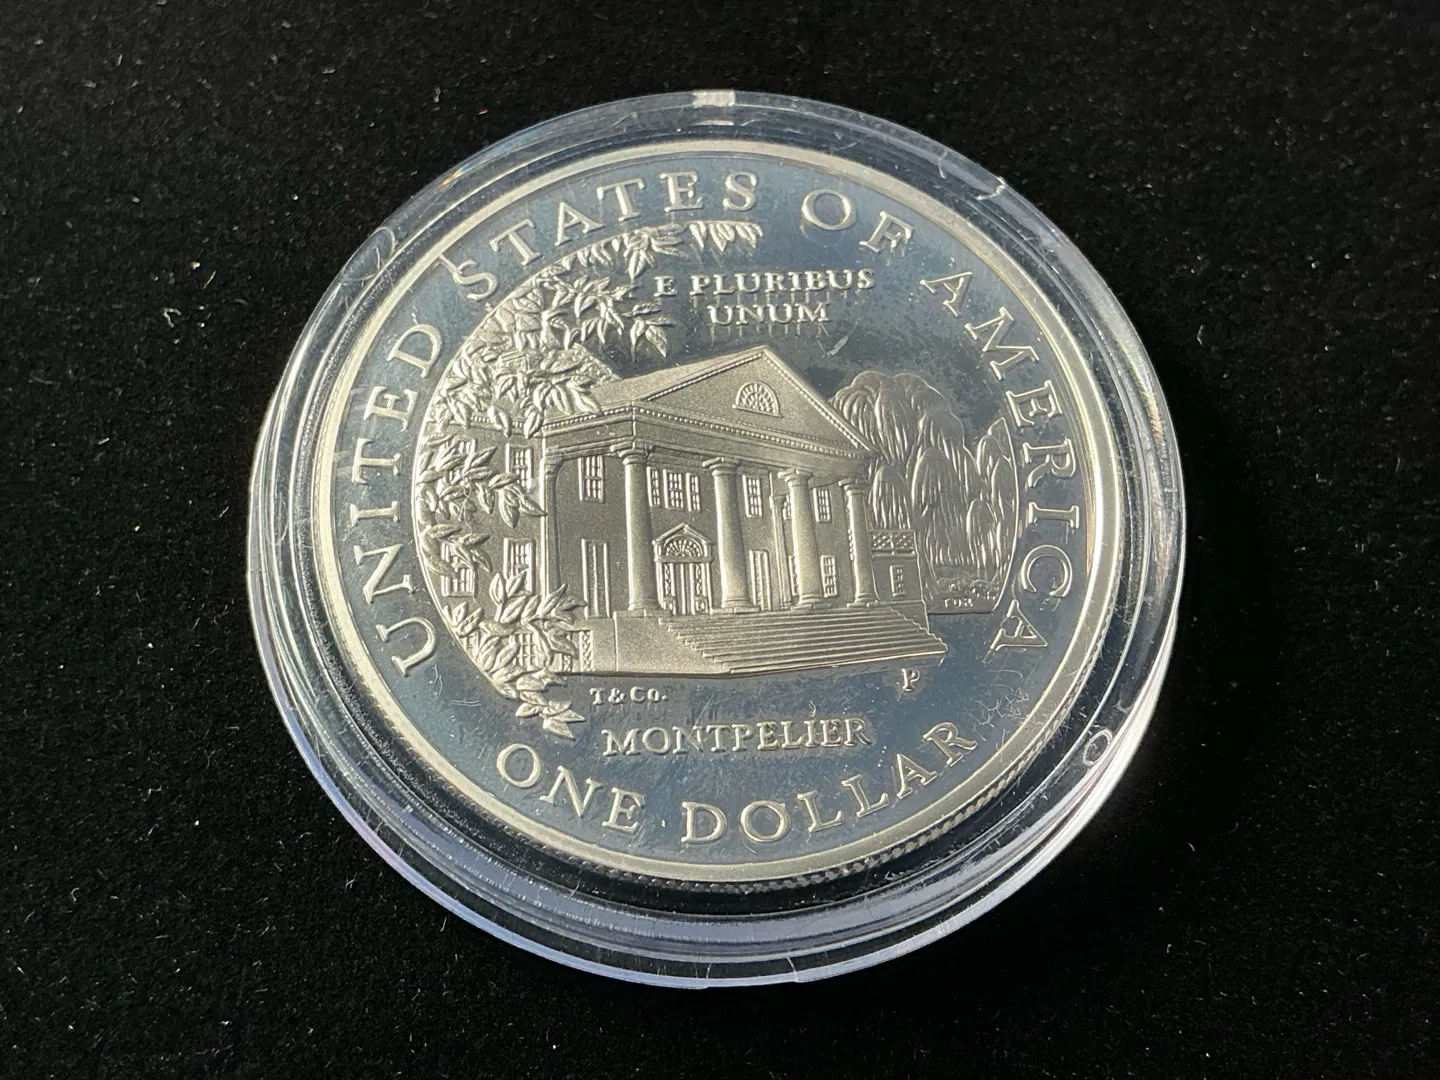 UNITED STATES OF AMERICA
E PLURIBUS
UNUM
T & Co.
P
MONTPELIER
ONE DOLLAR